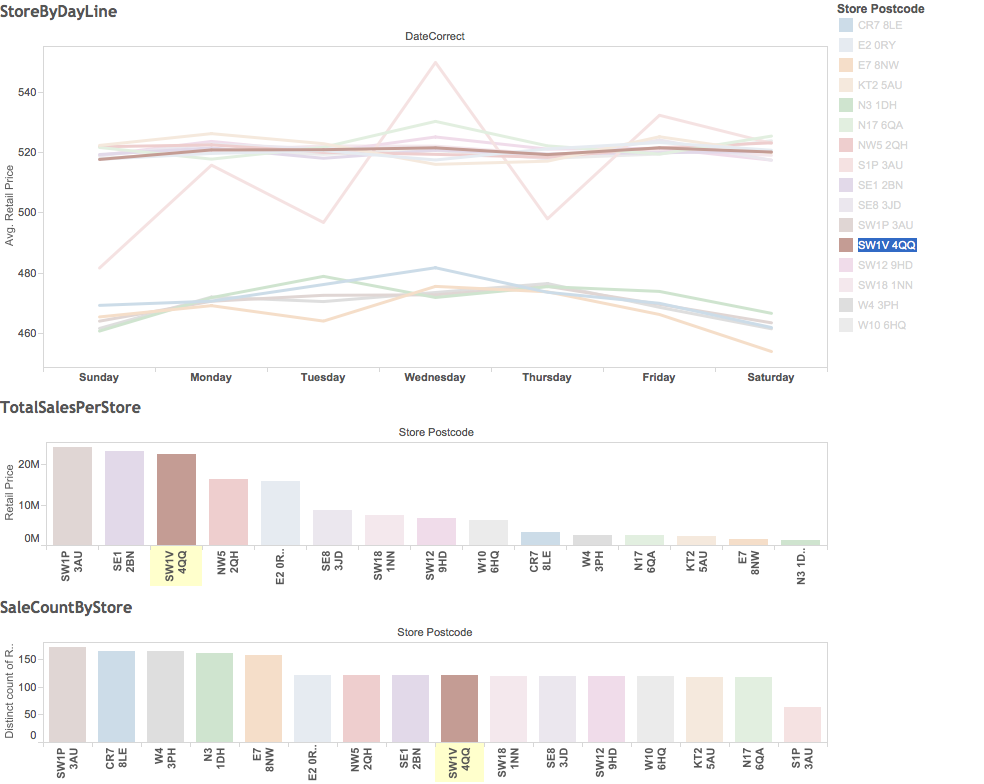 StoreByDayLine
DateCorrect
Avg. Retail Price
540
520
500
480
460
Sunday Monday Tuesday Wednesday Thursday Friday Saturday
Store Postcode
CR7 8LE
E2 0RY
E7 8NW
KT2 5AU
N3 1DH
N17 6QA
NW5 2QH
S1P 3AU
SE1 2BN
SE8 3JD
SW1P 3AU
SW1V 4QQ
SW12 9HD
SW18 1NN
W4 3PH
W10 6HQ
TotalSalesPerStore
Store Postcode
Retail Price
20M
10M
0M
SW1P 3AU
SE1 2BN
SW1V 4QQ
NW5 2QH
E2 0R..
SE8 3JD
SW18 1NN
SW12 9HD
W10 6HQ
CR7 8LE
W4 3PH
N17 6QA
KT2 5AU
E7 8NW
N3 1D..
SaleCountByStore
Store Postcode
Distinct count of R..
150
100
50
0
SW1P 3AU
CR7 8LE
W4 3PH
N3 1DH
E7 8NW
E2 0R..
NW5 2QH
SE1 2BN
SW1V 4QQ
SW18 1NN
SE8 3JD
SW12 9HD
W10 6HQ
KT2 5AU
N17 6QA
S1P 3AU